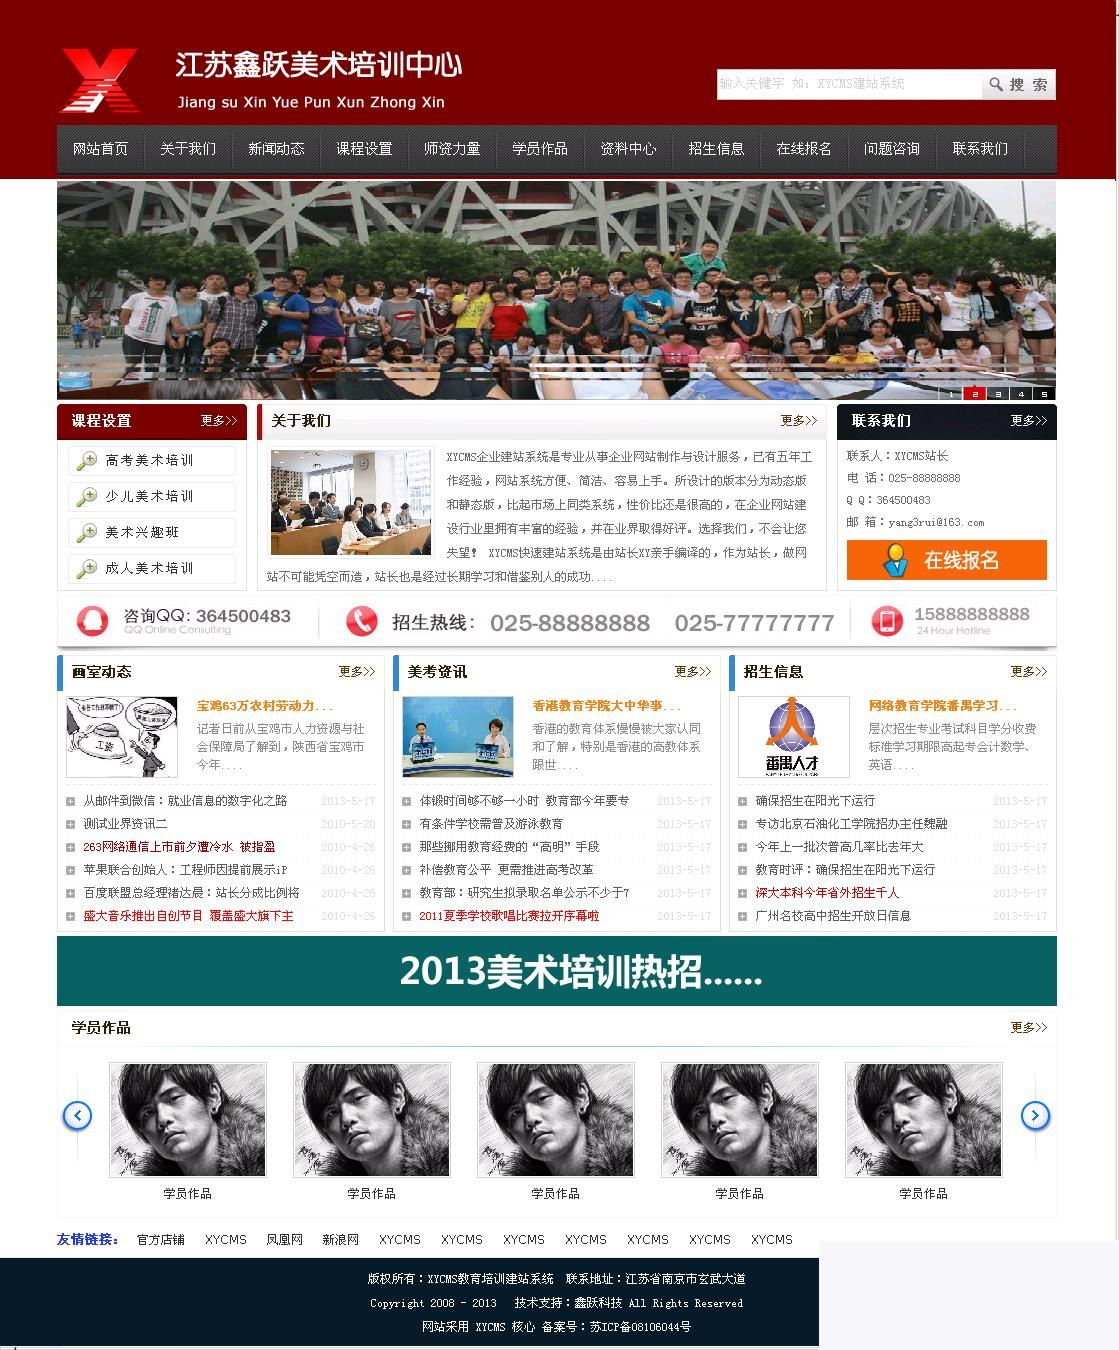 江苏鑫跃美术培训中心
Jiang su Xin Yue Pun Xun Zhong Xin
输入关键字 如: XYCMS建站系统
搜 索
网站首页 关于我们 新闻动态 课程设置 师资力量 学员作品 资料中心 招生信息 在线报名 问题咨询 联系我们
1 2 3 4 5
课程设置 更多>>
高考美术培训
少儿美术培训
美术兴趣班
成人美术培训
关于我们 更多>>
XYCMS企业建站系统是专业从事企业网站制作与设计服务，已有五年工
作经验，网站系统方便、简洁、容易上手。所设计的版本分为动态版
和静态版，比起市场上同类系统，性价比还是很高的，在企业网站建
设行业里拥有丰富的经验，并在业界取得好评。选择我们，不会让您
失望！ XYCMS快速建站系统是由站长XY亲手编译的，作为站长，做网
站不可能凭空而造，站长也是经过长期学习和借鉴别人的成功....
联系我们 更多>>
联系人：XYCMS站长
电 话：025-88888888
Q Q：364500483
邮 箱：yang3rui@163.com
在线报名
咨询QQ: 364500483
QQ Online Consulting
招生热线: 025-88888888 025-77777777
15888888888
24 Hour Hotline
画室动态 更多>>
工资
宝鸡63万农村劳动力...
记者日前从宝鸡市人力资源与社
会保障局了解到，陕西省宝鸡市
今年....
从邮件到微信：就业信息的数字化之路 2013-5-17
测试业界资讯二 2010-5-20
263网络通信上市前夕遭冷水 被指盈 2010-4-26
苹果联合创始人：工程师因提前展示iP 2010-4-26
百度联盟总经理褚达晨：站长分成比例将 2010-4-26
盛大音乐推出自创节目 覆盖盛大旗下主 2010-4-26
美考资讯 更多>>
香港教育学院大中华事...
香港的教育体系慢慢被大家认同
和了解，特别是香港的高教体系
跟世....
体锻时间够不够一小时 教育部今年要专 2013-5-17
有条件学校需普及游泳教育 2013-5-17
那些挪用教育经费的“高明”手段 2013-5-17
补偿教育公平 更需推进高考改革 2013-5-17
教育部：研究生拟录取名单公示不少于7 2013-5-17
2011夏季学校歌唱比赛拉开序幕啦 2013-5-17
招生信息 更多>>
番禺人才
网络教育学院番禺学习...
层次招生专业考试科目学分收费
标准学习期限高起专会计数学、
英语....
确保招生在阳光下运行 2013-5-17
专访北京石油化工学院招办主任魏融 2013-5-17
今年上一批次普高几率比去年大 2013-5-17
教育时评：确保招生在阳光下运行 2013-5-17
深大本科今年省外招生千人 2013-5-17
广州名校高中招生开放日信息 2013-5-17
2013美术培训热招......
学员作品 更多>>
学员作品 学员作品 学员作品 学员作品 学员作品
友情链接： 官方店铺 XYCMS 凤凰网 新浪网 XYCMS XYCMS XYCMS XYCMS XYCMS XYCMS XYCMS
版权所有：XYCMS教育培训建站系统 联系地址：江苏省南京市玄武大道
Copyright 2008 - 2013 技术支持：鑫跃科技 All Rights Reserved
网站采用 XYCMS 核心 备案号：苏ICP备08106044号